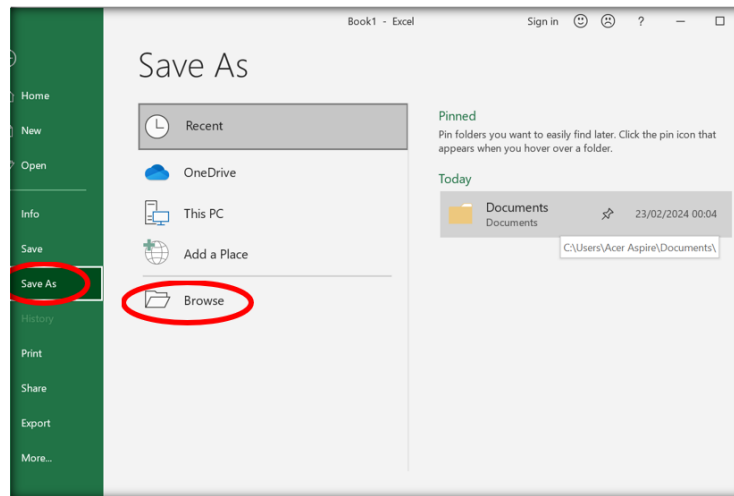 Book1 - Excel
Sign in
?
Save As
Home
New
Open
Info
Save
Save As
History
Print
Share
Export
More...
Recent
OneDrive
This PC
Add a Place
Browse
Pinned
Pin folders you want to easily find later. Click the pin icon that
appears when you hover over a folder.
Today
Documents
Documents
23/02/2024 00:04
C:\Users\Acer Aspire\Documents\